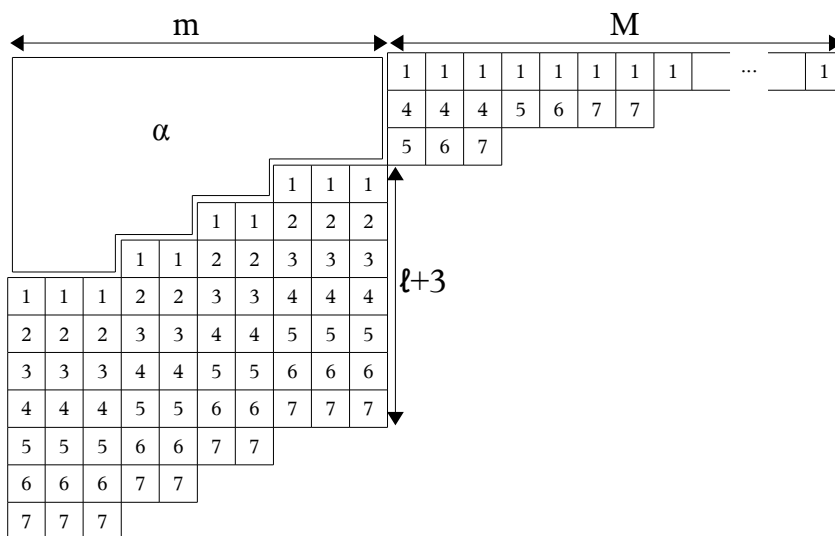 m M
1 1 1 1 1 1 1 1 ... 1
α 4 4 4 5 6 7 7
5 6 7
1 1 1
1 1 2 2 2
1 1 2 2 3 3 3
ℓ+3
1 1 1 2 2 3 3 4 4 4
2 2 2 3 3 4 4 5 5 5
3 3 3 4 4 5 5 6 6 6
4 4 4 5 5 6 6 7 7 7
5 5 5 6 6 7 7
6 6 6 7 7
7 7 7